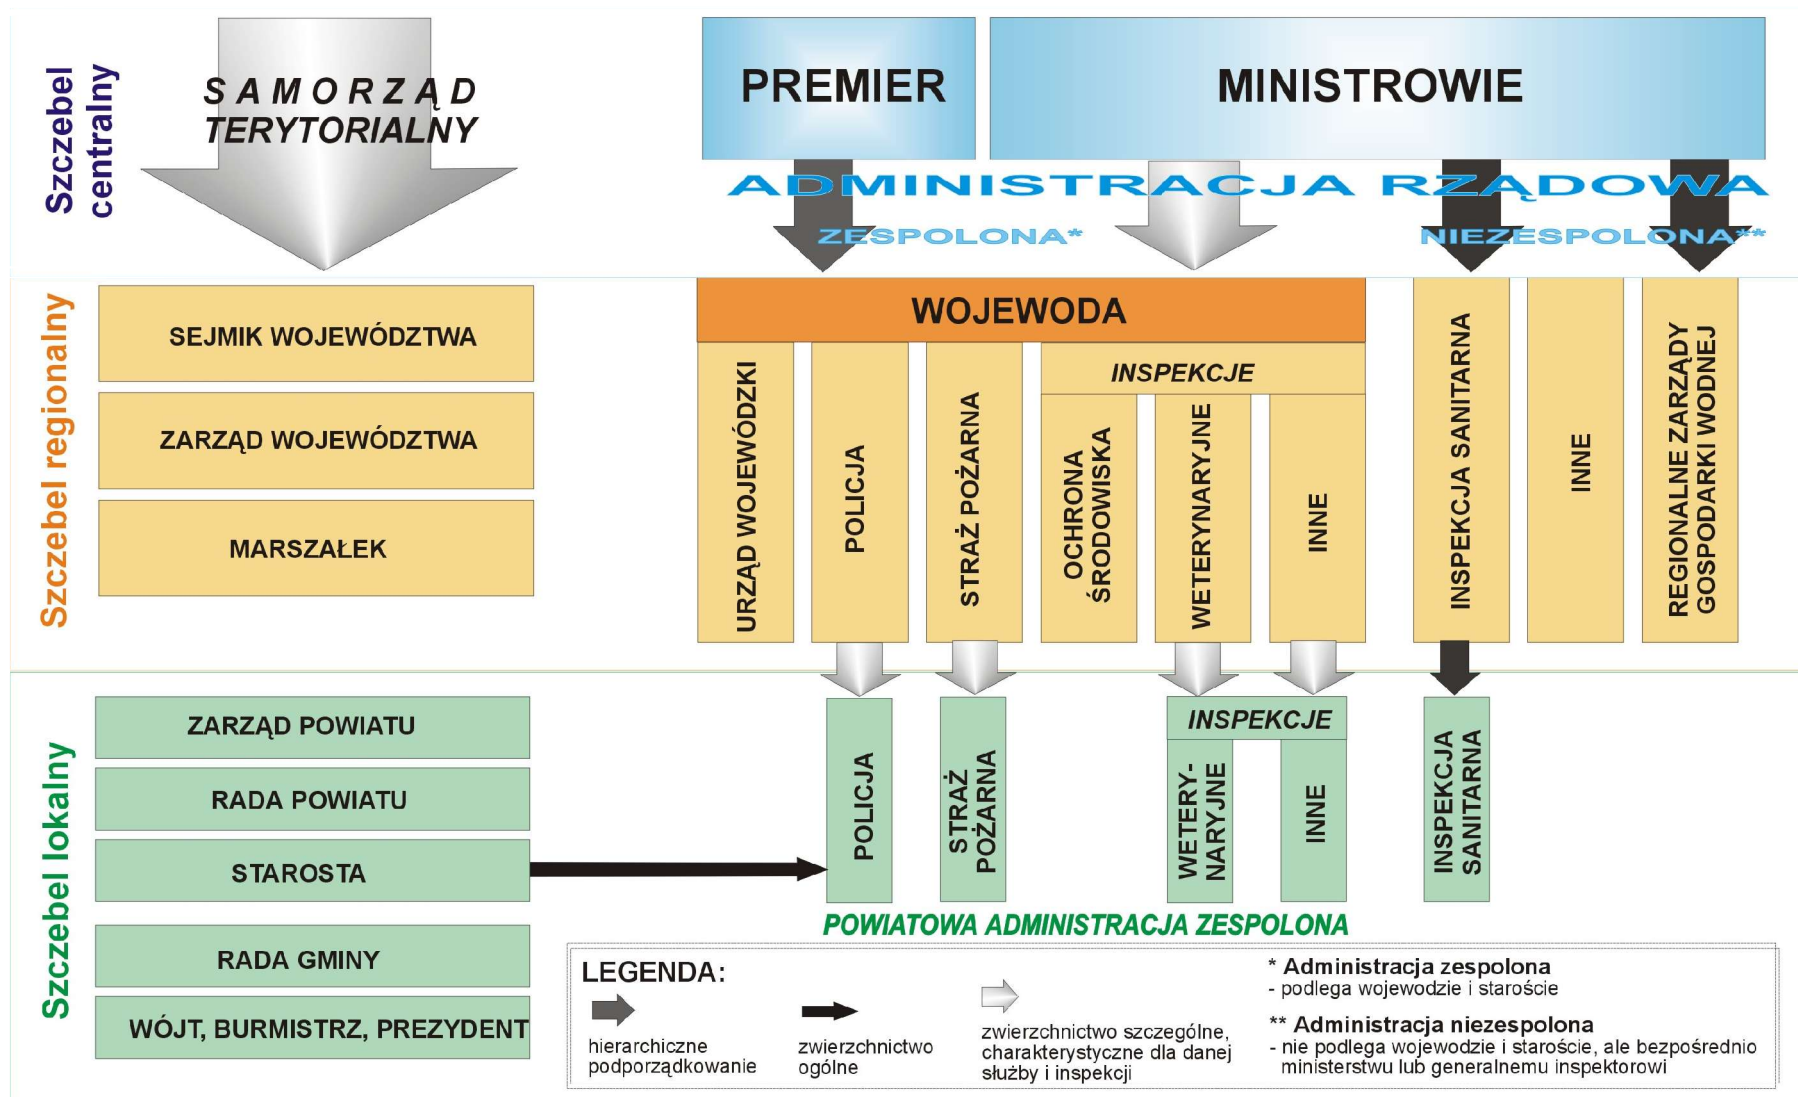 Szczebel
centralny
S A M O R Z Ą D
TERYTORIALNY
PREMIER
MINISTROWIE
ADMINISTRACJA RZĄDOWA
ZESPOLONA*
NIEZESPOLONA**
Szczebel regionalny
SEJMIK WOJEWÓDZTWA
ZARZĄD WOJEWÓDZTWA
MARSZAŁEK
WOJEWODA
URZĄD WOJEWÓDZKI
POLICJA
STRAŻ POŻARNA
INSPEKCJE
OCHRONA
ŚRODOWISKA
WETERYNARYJNE
INNE
INSPEKCJA SANITARNA
INNE
REGIONALNE ZARZĄDY
GOSPODARKI WODNEJ
Szczebel lokalny
ZARZĄD POWIATU
RADA POWIATU
STAROSTA
RADA GMINY
WÓJT, BURMISTRZ, PREZYDENT
POLICJA
STRAŻ
POŻARNA
INSPEKCJE
WETERY-
NARYJNE
INNE
INSPEKCJA
SANITARNA
POWIATOWA ADMINISTRACJA ZESPOLONA
LEGENDA:
hierarchiczne
podporządkowanie
zwierzchnictwo
ogólne
zwierzchnictwo szczególne,
charakterystyczne dla danej
służby i inspekcji
* Administracja zespolona
- podlega wojewodzie i staroście
** Administracja niezespolona
- nie podlega wojewodzie i staroście, ale bezpośrednio
ministerstwu lub generalnemu inspektorowi